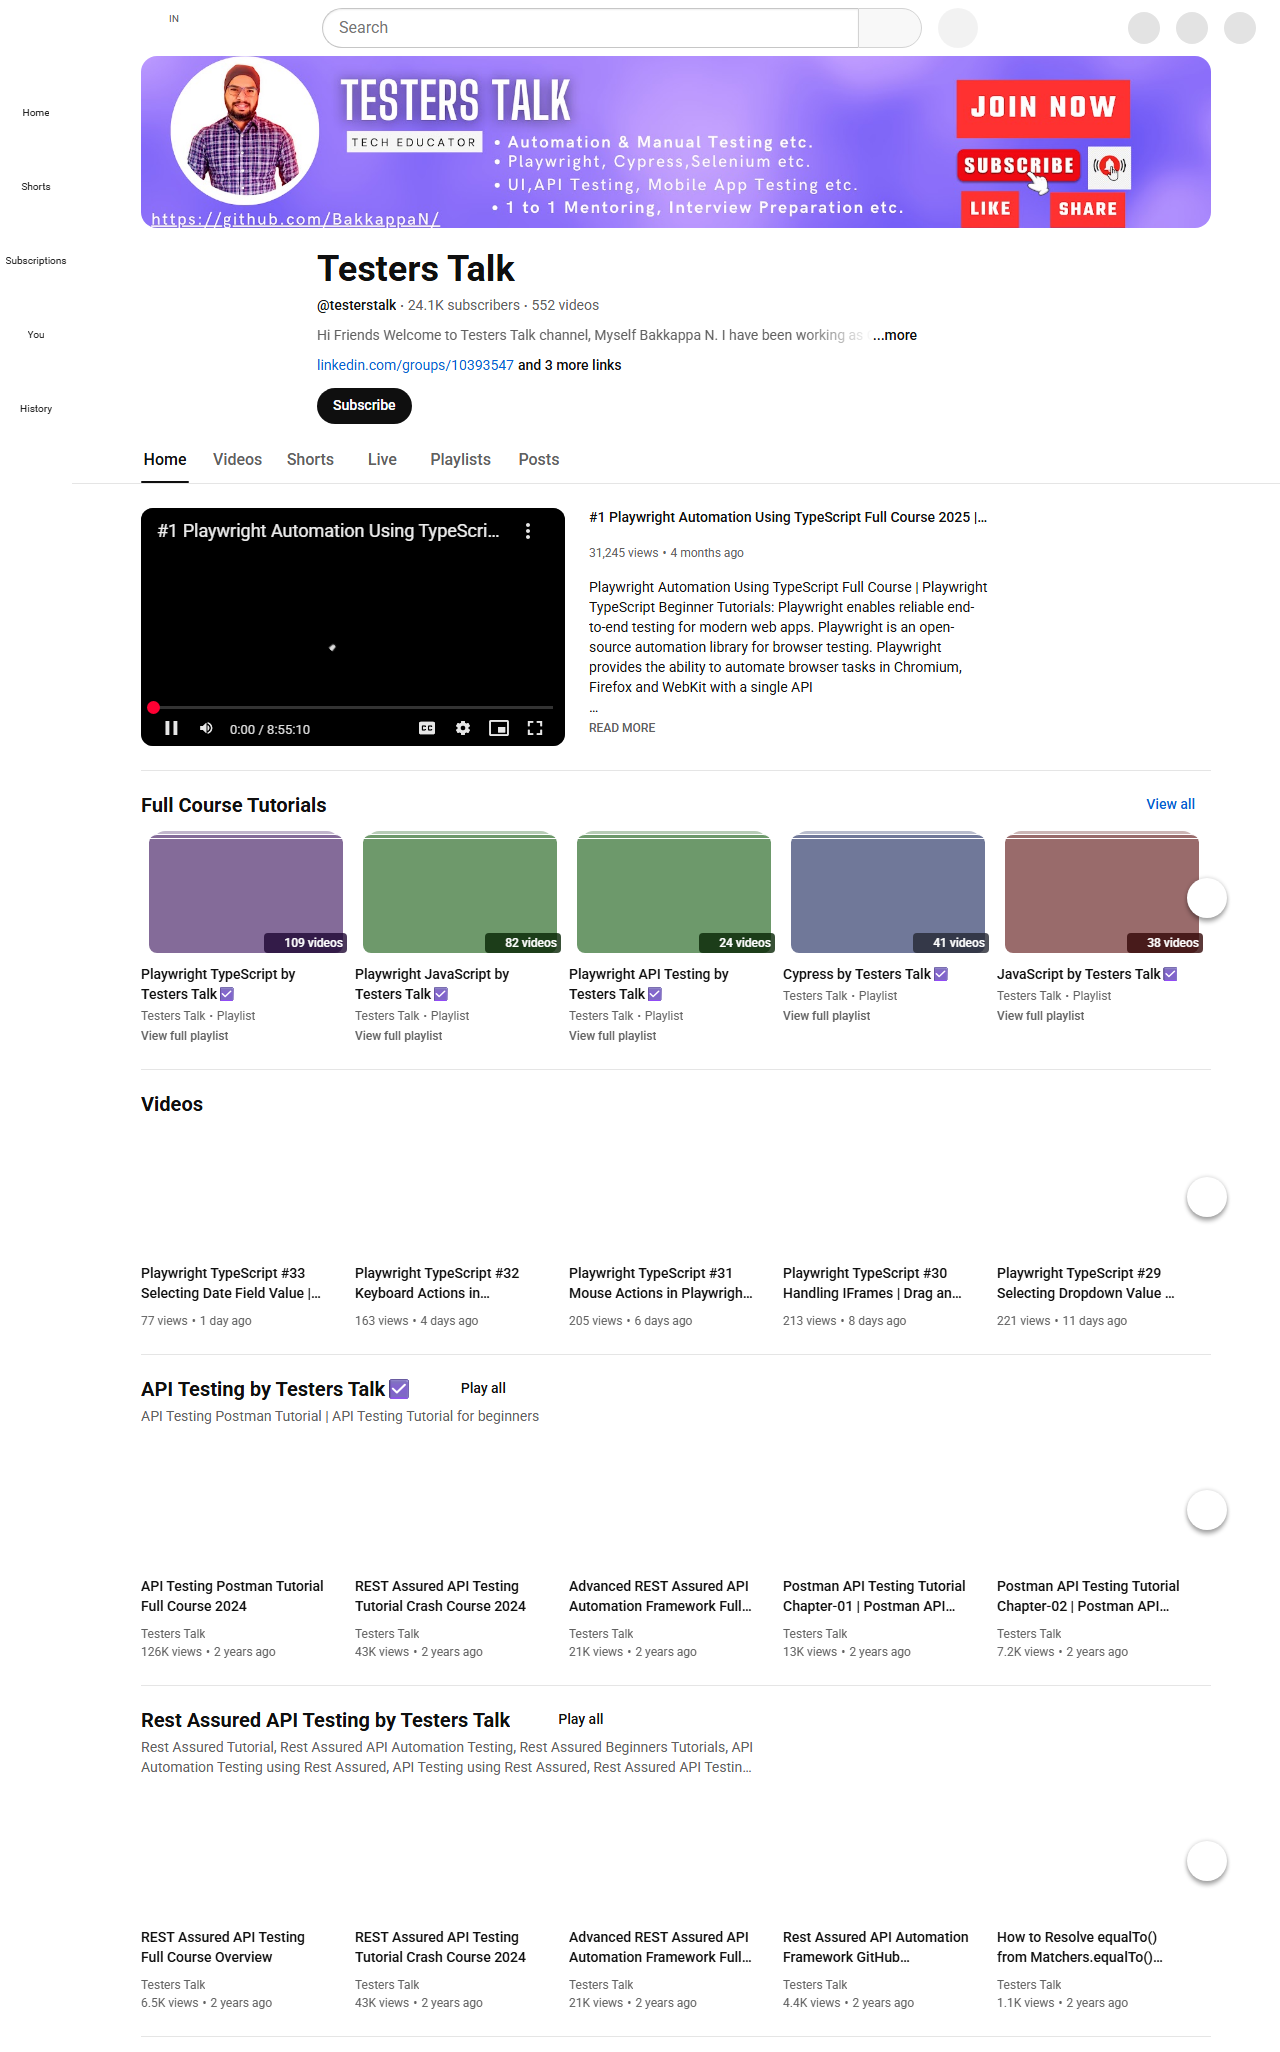 IN
Search
Home
Shorts
Subscriptions
You
History
TESTERS TALK
TECH EDUCATOR
• Automation & Manual Testing etc.
• Playwright, Cypress,Selenium etc.
• UI,API Testing, Mobile App Testing etc.
• 1 to 1 Mentoring, Interview Preparation etc.
https://github.com/BakkappaN/
JOIN NOW
SUBSCRIBE
LIKE
SHARE
Testers Talk
@testerstalk • 24.1K subscribers • 552 videos
Hi Friends Welcome to Testers Talk channel, Myself Bakkappa N. I have been working as ...more
linkedin.com/groups/10393547 and 3 more links
Subscribe
Home Videos Shorts Live Playlists Posts
#1 Playwright Automation Using TypeScri...
0:00 / 8:55:10
CC
#1 Playwright Automation Using TypeScript Full Course 2025 |...
31,245 views • 4 months ago
Playwright Automation Using TypeScript Full Course | Playwright
TypeScript Beginner Tutorials: Playwright enables reliable end-
to-end testing for modern web apps. Playwright is an open-
source automation library for browser testing. Playwright
provides the ability to automate browser tasks in Chromium,
Firefox and WebKit with a single API
...
READ MORE
Full Course Tutorials
View all
109 videos
82 videos
24 videos
41 videos
38 videos
Playwright TypeScript by
Testers Talk☑️
Testers Talk • Playlist
View full playlist
Playwright JavaScript by
Testers Talk☑️
Testers Talk • Playlist
View full playlist
Playwright API Testing by
Testers Talk☑️
Testers Talk • Playlist
View full playlist
Cypress by Testers Talk☑️
Testers Talk • Playlist
View full playlist
JavaScript by Testers Talk☑️
Testers Talk • Playlist
View full playlist
Videos
Playwright TypeScript #33
Selecting Date Field Value |...
77 views • 1 day ago
Playwright TypeScript #32
Keyboard Actions in...
163 views • 4 days ago
Playwright TypeScript #31
Mouse Actions in Playwrigh...
205 views • 6 days ago
Playwright TypeScript #30
Handling IFrames | Drag an...
213 views • 8 days ago
Playwright TypeScript #29
Selecting Dropdown Value ...
221 views • 11 days ago
API Testing by Testers Talk☑️
Play all
API Testing Postman Tutorial | API Testing Tutorial for beginners
API Testing Postman Tutorial
Full Course 2024
Testers Talk
126K views • 2 years ago
REST Assured API Testing
Tutorial Crash Course 2024
Testers Talk
43K views • 2 years ago
Advanced REST Assured API
Automation Framework Full...
Testers Talk
21K views • 2 years ago
Postman API Testing Tutorial
Chapter-01 | Postman API...
Testers Talk
13K views • 2 years ago
Postman API Testing Tutorial
Chapter-02 | Postman API...
Testers Talk
7.2K views • 2 years ago
Rest Assured API Testing by Testers Talk
Play all
Rest Assured Tutorial, Rest Assured API Automation Testing, Rest Assured Beginners Tutorials, API
Automation Testing using Rest Assured, API Testing using Rest Assured, Rest Assured API Testin...
REST Assured API Testing
Full Course Overview
Testers Talk
6.5K views • 2 years ago
REST Assured API Testing
Tutorial Crash Course 2024
Testers Talk
43K views • 2 years ago
Advanced REST Assured API
Automation Framework Full...
Testers Talk
21K views • 2 years ago
Rest Assured API Automation
Framework GitHub...
Testers Talk
4.4K views • 2 years ago
How to Resolve equalTo()
from Matchers.equalTo()...
Testers Talk
1.1K views • 2 years ago